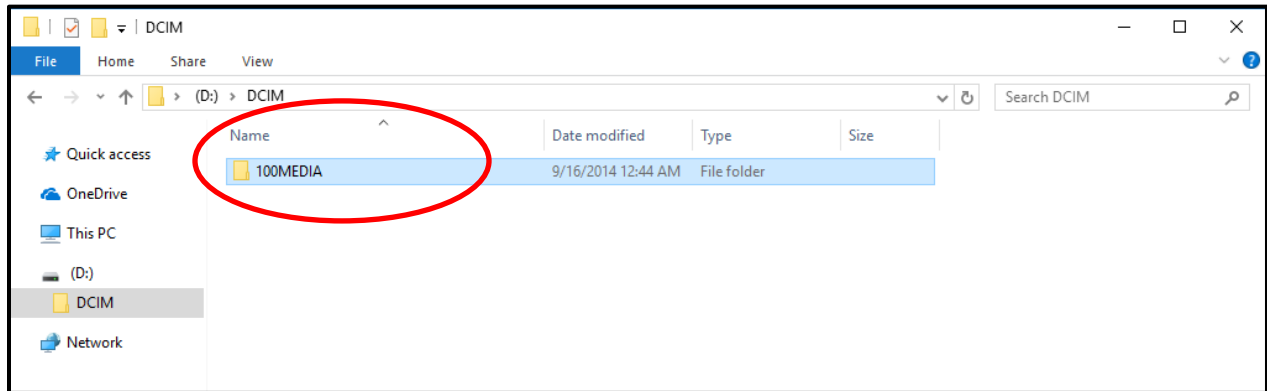 DCIM
File Home Share View
(D:) > DCIM Search DCIM
Name Date modified Type Size
Quick access
100MEDIA 9/16/2014 12:44 AM File folder
OneDrive
This PC
(D:)
DCIM
Network